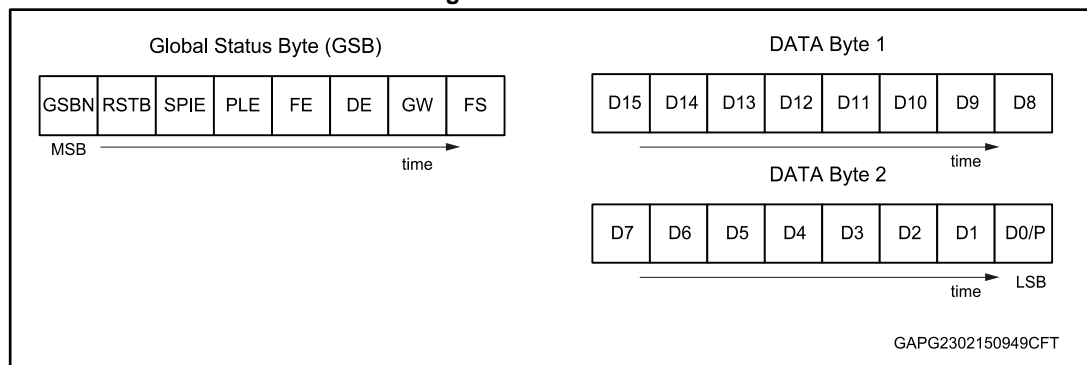 Global Status Byte (GSB)
GSBN RSTB SPIE PLE FE DE GW FS
MSB
time
DATA Byte 1
D15 D14 D13 D12 D11 D10 D9 D8
time
DATA Byte 2
D7 D6 D5 D4 D3 D2 D1 D0/P
time LSB
GAPG2302150949CFT